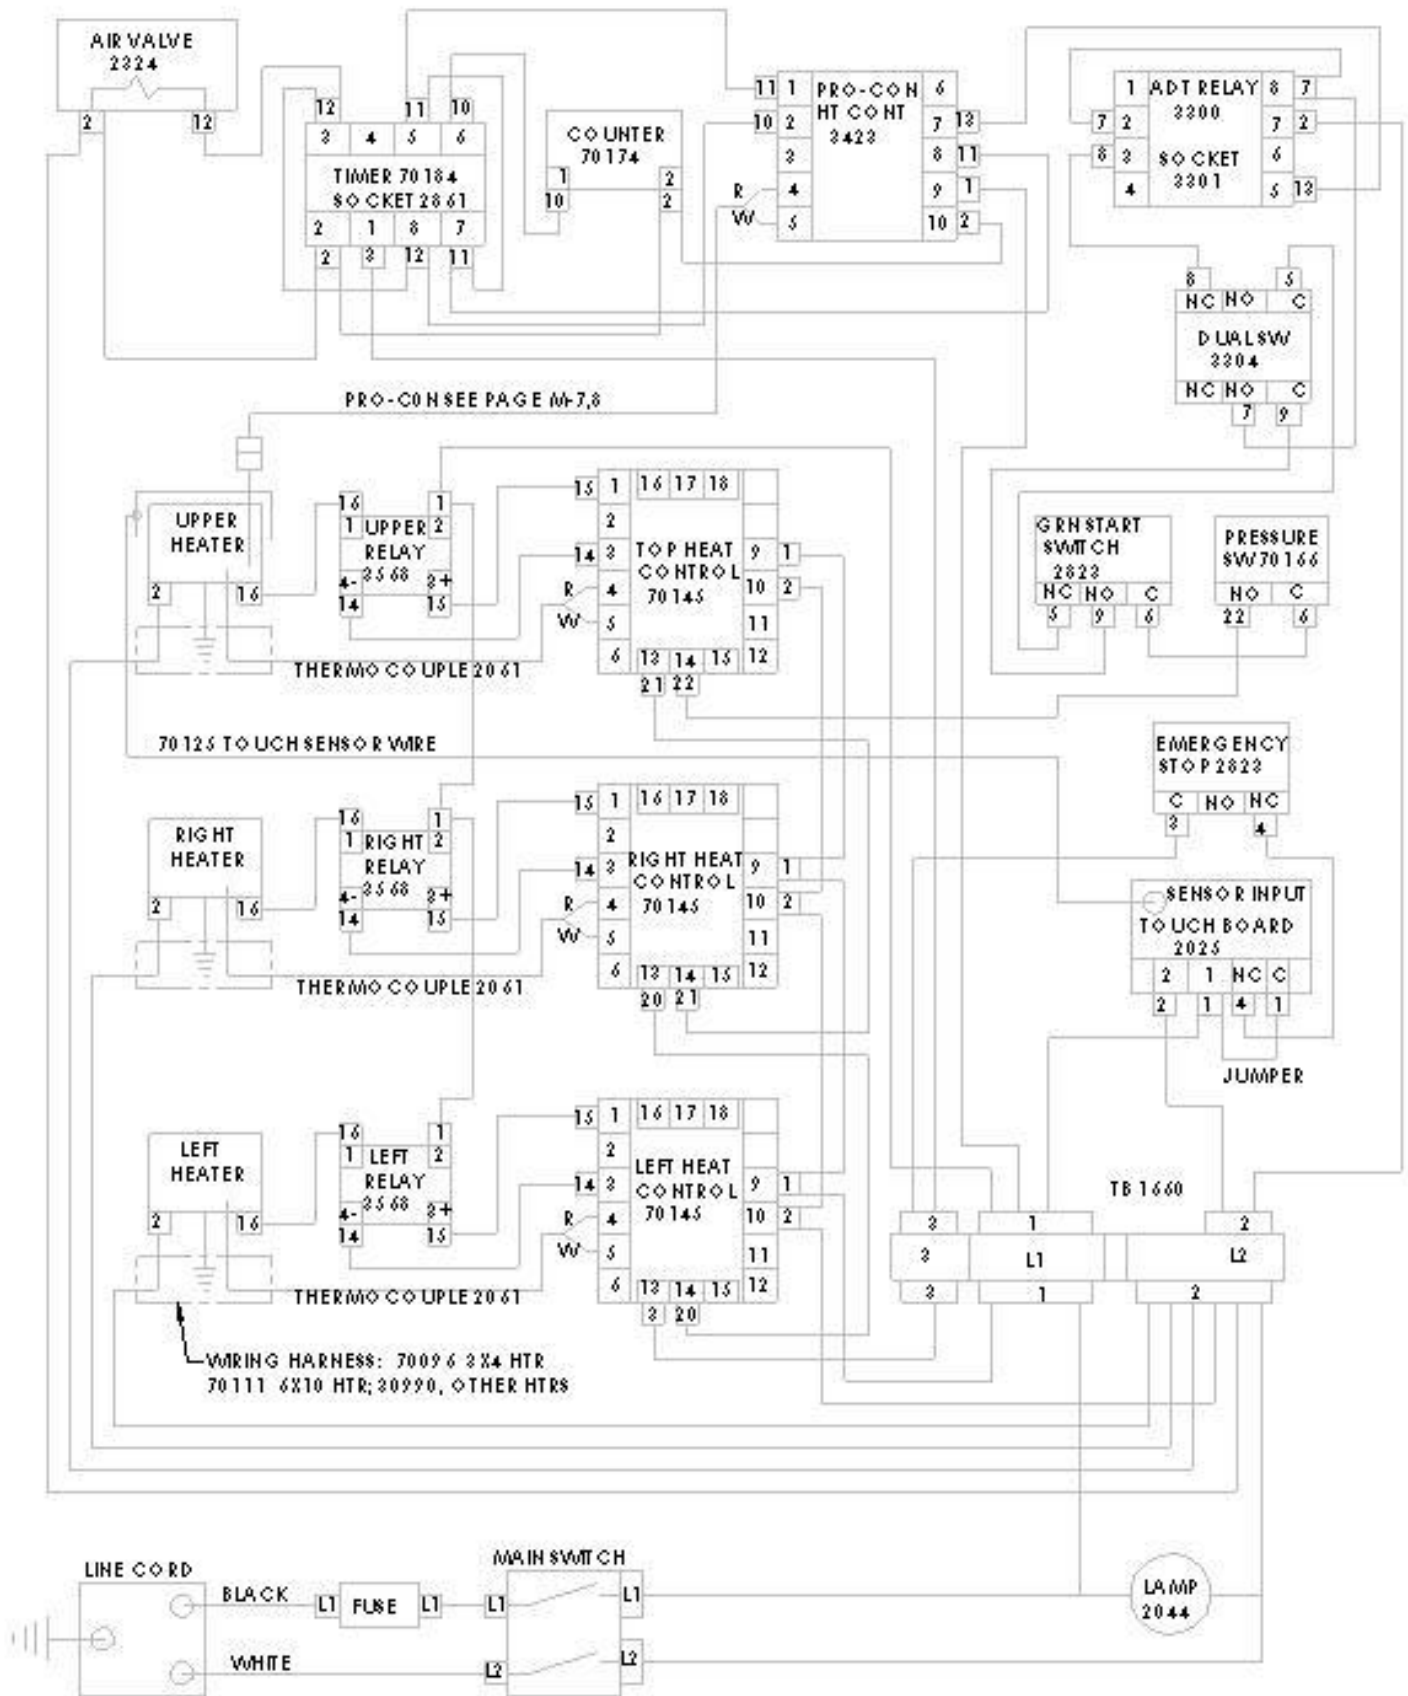 AIR VALVE
2324
2
12
12
11
10
3 4 5 6
TIMER 70184
SOCKET 2861
2 1 8 7
2 3 12 11
COUNTER
70174
1 2
10 2
11 1 PRO-CON 6
10 2 HT CONT 7 13
3 3423 8 11
R 4 9 1
W 5 10 2
1 ADT RELAY 8 7
7 2 3300 7 2
8 3 SOCKET 6
4 3301 5 13
8 5
NC NO C
DUAL SW
3304
NC NO C
7 9
PRO-CON SEE PAGE M-7,8
UPPER
HEATER
2 16
16 1
1 UPPER 2
RELAY
3568
4- 3+
14 15
15 1 16 17 18
2
14 3 TOP HEAT 9 1
R 4 CONTROL 10 2
W 5 70145 11
6 13 14 15 12
21 22
THERMOCOUPLE 2061
GRN START
SWITCH
2823
NC NO C
5 9 6
PRESSURE
SW 70166
NO C
22 6
70125 TOUCH SENSOR WIRE
EMERGENCY
STOP 2823
C NO NC
3 4
RIGHT
HEATER
2 16
16 1
1 RIGHT 2
RELAY
4- 3568 3+
14 15
15 1 16 17 18
2
14 3 RIGHT HEAT 9 1
R 4 CONTROL 10 2
W 5 70145 11
6 13 14 15 12
20 21
THERMOCOUPLE 2061
SENSOR INPUT
TOUCH BOARD
2025
2 1 NC C
2 1 4 1
JUMPER
LEFT
HEATER
2 16
16 1
1 LEFT 2
RELAY
4- 3568 3+
14 15
15 1 16 17 18
2
14 3 LEFT HEAT 9 1
R 4 CONTROL 10 2
W 5 70145 11
6 13 14 15 12
3 20
THERMOCOUPLE 2061
TB 1660
3 1 2
3 L1 L2
3 1 2
WIRING HARNESS: 70096 3X4 HTR
70111 6X10 HTR; 30990, OTHER HTRS
LINE CORD
BLACK
L1 FUSE L1
MAIN SWITCH
L1 L1
L2 L2
WHITE
LAMP
2044